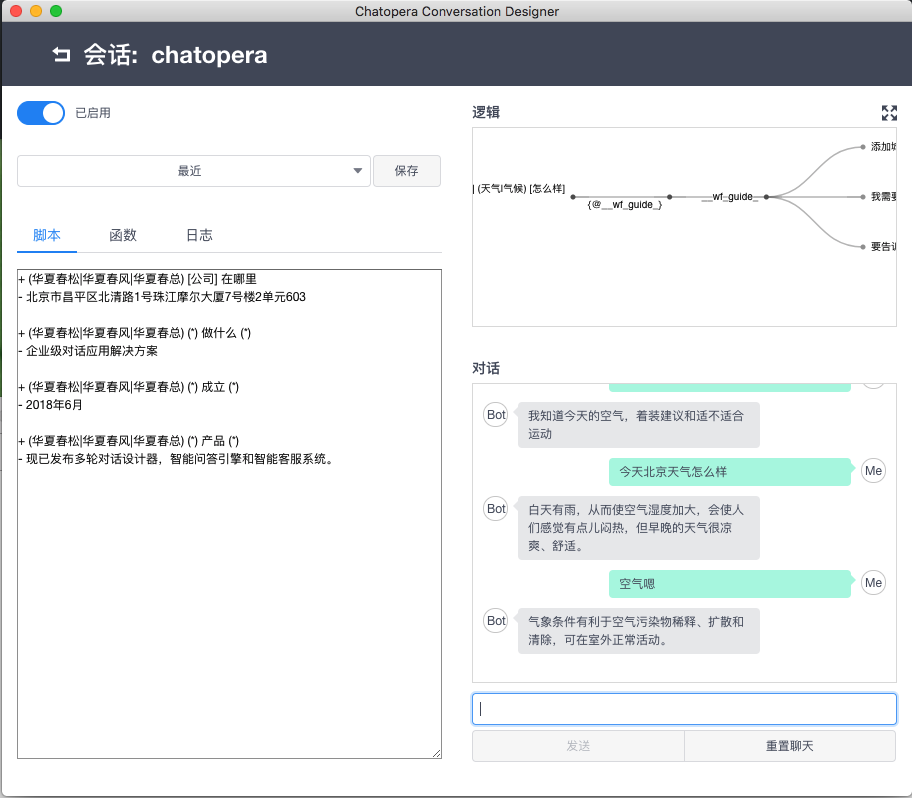 Chatopera Conversation Designer
会话: chatopera
已启用
最近
保存
脚本
函数
日志
+ (华夏春松|华夏春风|华夏春总) [公司] 在哪里
- 北京市昌平区北清路1号珠江摩尔大厦7号楼2单元603
+ (华夏春松|华夏春风|华夏春总) (*) 做什么 (*)
- 企业级对话应用解决方案
+ (华夏春松|华夏春风|华夏春总) (*) 成立 (*)
- 2018年6月
+ (华夏春松|华夏春风|华夏春总) (*) 产品 (*)
- 现已发布多轮对话设计器，智能问答引擎和智能客服系统。
逻辑
| (天气|气候) [怎么样]
{@__wf_guide_}
__wf_guide_
添加
我需要
要告
对话
Bot
我知道今天的空气，着装建议和适不适合
运动
今天北京天气怎么样
Me
Bot
白天有雨，从而使空气湿度加大，会使人
们感觉有点儿闷热，但早晚的天气很凉
爽、舒适。
空气嗯
Me
Bot
气象条件有利于空气污染物稀释、扩散和
清除，可在室外正常活动。
发送
重置聊天